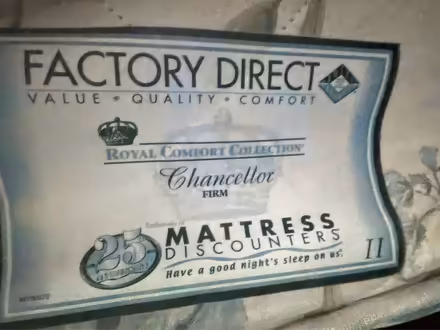 FACTORY DIRECT
VALUE • QUALITY • COMFORT
ROYAL COMFORT COLLECTION
Chancellor
FIRM
25
MATTRESS
DISCOUNTERS
Have a good night's sleep on us.
II